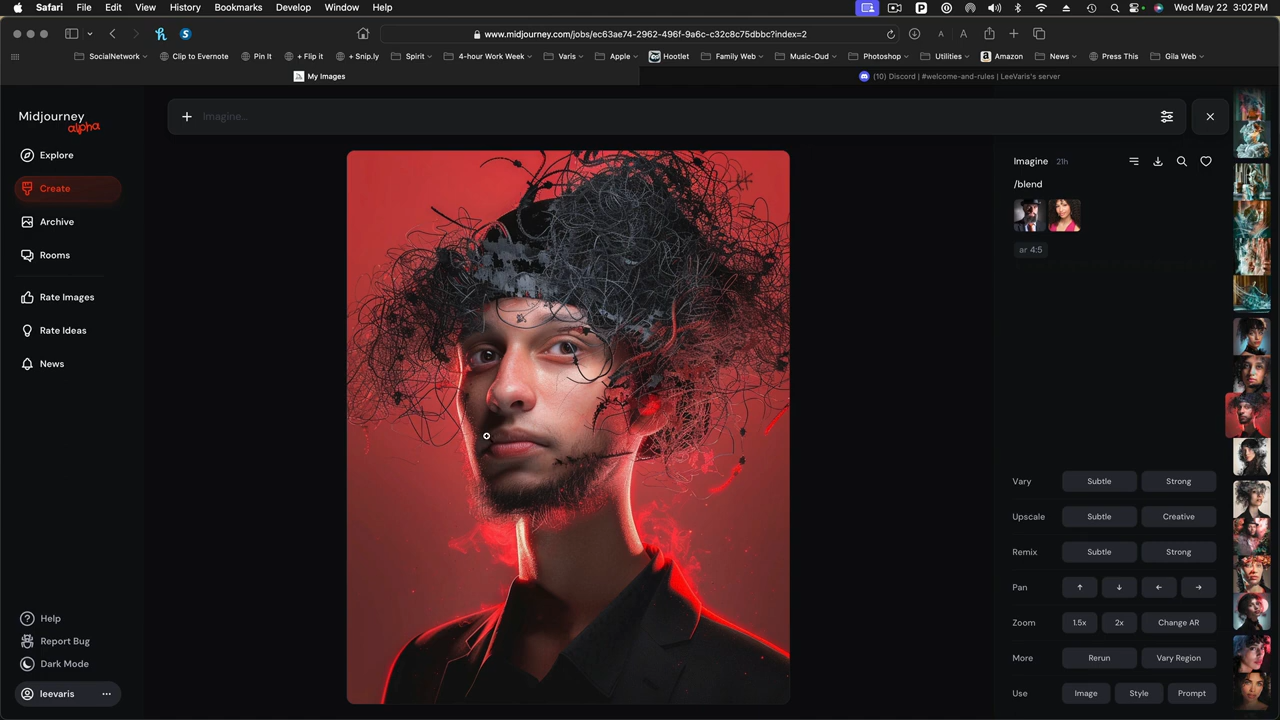 Safari File Edit View History Bookmarks Develop Window Help Wed May 22 3:02 PM
www.midjourney.com/jobs/ec63ae74-2962-496f-9a6c-c32c8c75dbbc?index=2
SocialNetwork Clip to Evernote Pin It + Flip it + Snip.ly Spirit 4-hour Work Week Varis Apple Hootlet Family Web Music-Oud Photoshop Utilities Amazon News Press This Gila Web
My Images (10) Discord | #welcome-and-rules | LeeVaris's server
Midjourney
alpha
Imagine...
Explore
Create
Archive
Rooms
Rate Images
Rate Ideas
News
Help
Report Bug
Dark Mode
leevaris
Imagine 21h
/blend
ar 4:5
Vary Subtle Strong
Upscale Subtle Creative
Remix Subtle Strong
Pan ↑ ↓ ← →
Zoom 1.5x 2x Change AR
More Rerun Vary Region
Use Image Style Prompt